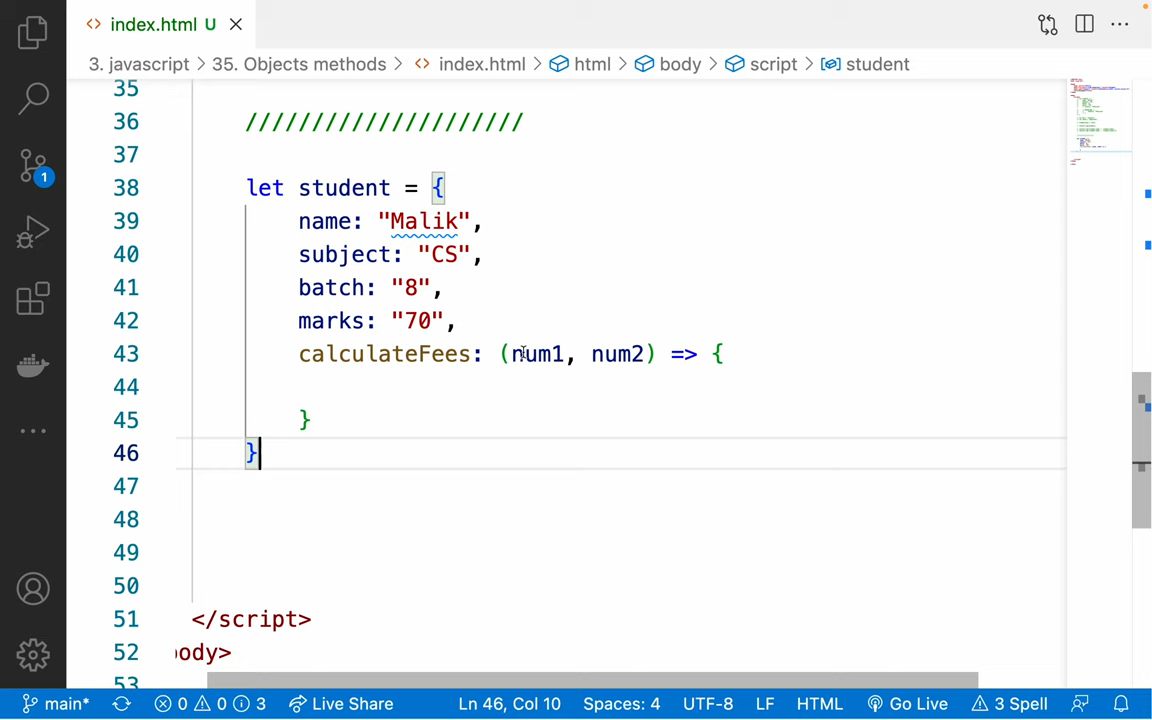 index.html U
3. javascript > 35. Objects methods > index.html > html > body > script > student
35
36 /////////////////////
37
38 let student = {
39 name: "Malik",
40 subject: "CS",
41 batch: "8",
42 marks: "70",
43 calculateFees: (num1, num2) => {
44
45 }
46 }
47
48
49
50
51 </script>
52 body>
53
1
main* 0 0 3 Live Share Ln 46, Col 10 Spaces: 4 UTF-8 LF HTML Go Live 3 Spell